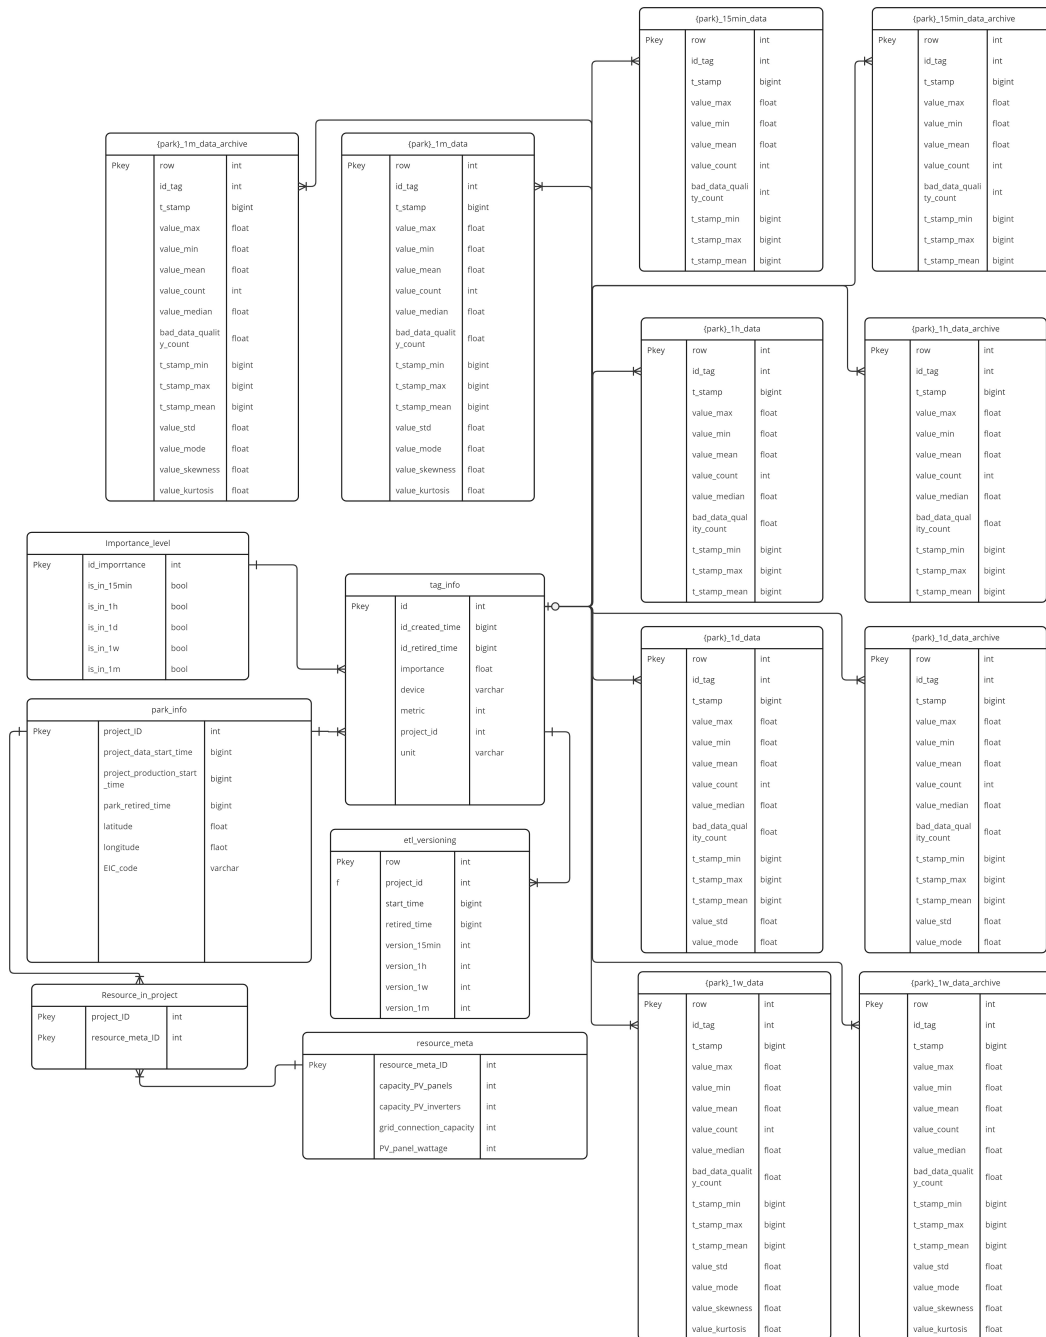 {park}_15min_data
Pkey row int
id_tag int
t_stamp bigint
value_max float
value_min float
value_mean float
value_count int
bad_data_quali
ty_count int
t_stamp_min bigint
t_stamp_max bigint
t_stamp_mean bigint
{park}_15min_data_archive
Pkey row int
id_tag int
t_stamp bigint
value_max float
value_min float
value_mean float
value_count int
bad_data_quali
ty_count int
t_stamp_min bigint
t_stamp_max bigint
t_stamp_mean bigint
{park}_1m_data_archive
Pkey row int
id_tag int
t_stamp bigint
value_max float
value_min float
value_mean float
value_count int
value_median float
bad_data_qualit
y_count float
t_stamp_min bigint
t_stamp_max bigint
t_stamp_mean bigint
value_std float
value_mode float
value_skewness float
value_kurtosis float
{park}_1m_data
Pkey row int
id_tag int
t_stamp bigint
value_max float
value_min float
value_mean float
value_count int
value_median float
bad_data_qualit
y_count float
t_stamp_min bigint
t_stamp_max bigint
t_stamp_mean bigint
value_std float
value_mode float
value_skewness float
value_kurtosis float
{park}_1h_data
Pkey row int
id_tag int
t_stamp bigint
value_max float
value_min float
value_mean float
value_count int
value_median float
bad_data_qual
ity_count float
t_stamp_min bigint
t_stamp_max bigint
t_stamp_mean bigint
{park}_1h_data_archive
Pkey row int
id_tag int
t_stamp bigint
value_max float
value_min float
value_mean float
value_count int
value_median float
bad_data_qual
ity_count float
t_stamp_min bigint
t_stamp_max bigint
t_stamp_mean bigint
Importance_level
Pkey id_imporrtance int
is_in_15min bool
is_in_1h bool
is_in_1d bool
is_in_1w bool
is_in_1m bool
tag_info
Pkey id int
id_created_time bigint
id_retired_time bigint
importance float
device varchar
metric int
project_id int
unit varchar
park_info
Pkey project_ID int
project_data_start_time bigint
project_production_start
_time bigint
park_retired_time bigint
latitude float
longitude flaot
EIC_code varchar
etl_versioning
Pkey row int
f project_id int
start_time bigint
retired_time bigint
version_15min int
version_1h int
version_1w int
version_1m int
{park}_1d_data
Pkey row int
id_tag int
t_stamp bigint
value_max float
value_min float
value_mean float
value_count int
value_median float
bad_data_qual
ity_count float
t_stamp_min bigint
t_stamp_max bigint
t_stamp_mean bigint
value_std float
value_mode float
{park}_1d_data_archive
Pkey row int
id_tag int
t_stamp bigint
value_max float
value_min float
value_mean float
value_count int
value_median float
bad_data_qual
ity_count float
t_stamp_min bigint
t_stamp_max bigint
t_stamp_mean bigint
value_std float
value_mode float
Resource_in_project
Pkey project_ID int
Pkey resource_meta_ID int
resource_meta
Pkey resource_meta_ID int
capacity_PV_panels int
capacity_PV_inverters int
grid_connection_capacity int
PV_panel_wattage int
{park}_1w_data
Pkey row int
id_tag int
t_stamp bigint
value_max float
value_min float
value_mean float
value_count int
value_median float
bad_data_qualit
y_count float
t_stamp_min bigint
t_stamp_max bigint
t_stamp_mean bigint
value_std float
value_mode float
value_skewness float
value_kurtosis float
{park}_1w_data_archive
Pkey row int
id_tag int
t_stamp bigint
value_max float
value_min float
value_mean float
value_count int
value_median float
bad_data_qualit
y_count float
t_stamp_min bigint
t_stamp_max bigint
t_stamp_mean bigint
value_std float
value_mode float
value_skewness float
value_kurtosis float